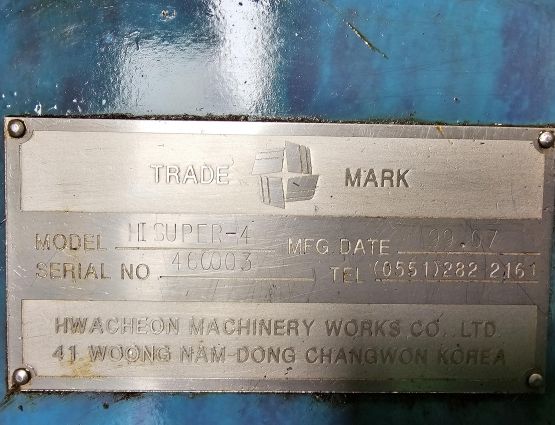 TRADE MARK
MODEL HI SUPER-4 MFG. DATE '99.07
SERIAL NO 460003 TEL (0551)282 2161
HWACHEON MACHINERY WORKS CO., LTD.
41 WOONG NAM-DONG CHANGWON KOREA